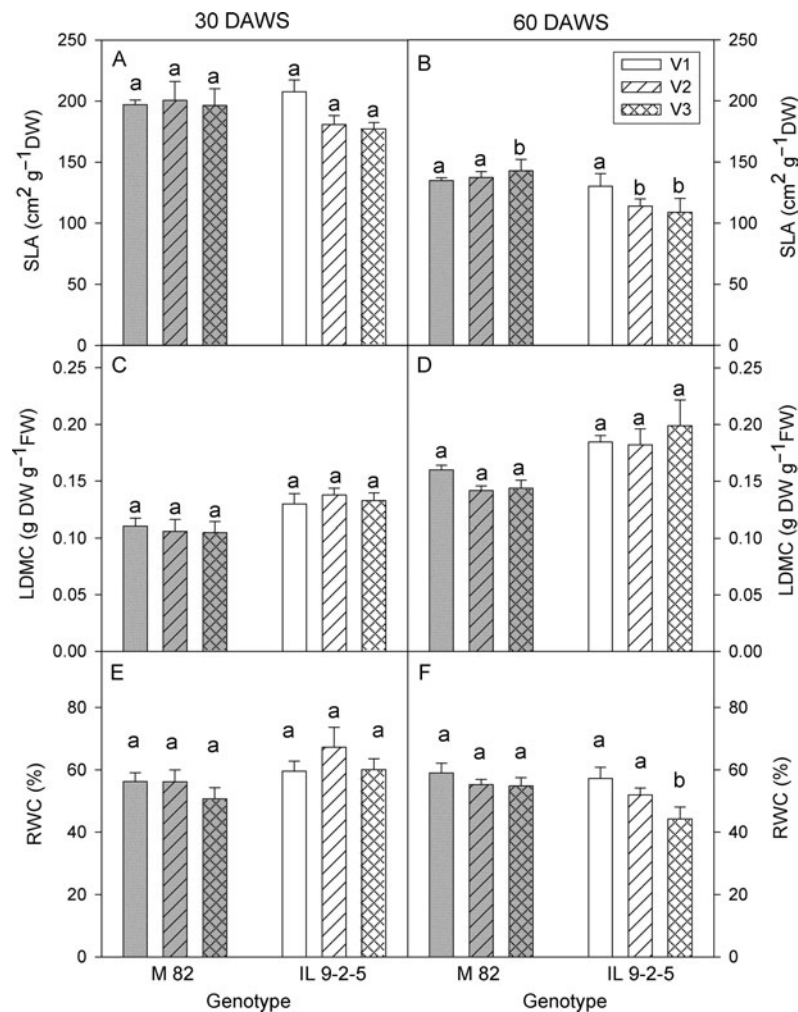 30 DAWS
60 DAWS
A
B
V1
V2
V3
SLA (cm² g⁻¹DW)
250
200
150
100
50
0
a a a a a a
a a b a b b
250
200
150
100
50
0
SLA (cm² g⁻¹DW)
C
D
LDMC (g DW g⁻¹FW)
0.25
0.20
0.15
0.10
0.05
0.00
a a a a a a
a a a a a a
0.25
0.20
0.15
0.10
0.05
0.00
LDMC (g DW g⁻¹FW)
E
F
RWC (%)
80
60
40
20
0
a a a a a a
a a a a a b
80
60
40
20
0
RWC (%)
M 82 IL 9-2-5
M 82 IL 9-2-5
Genotype
Genotype